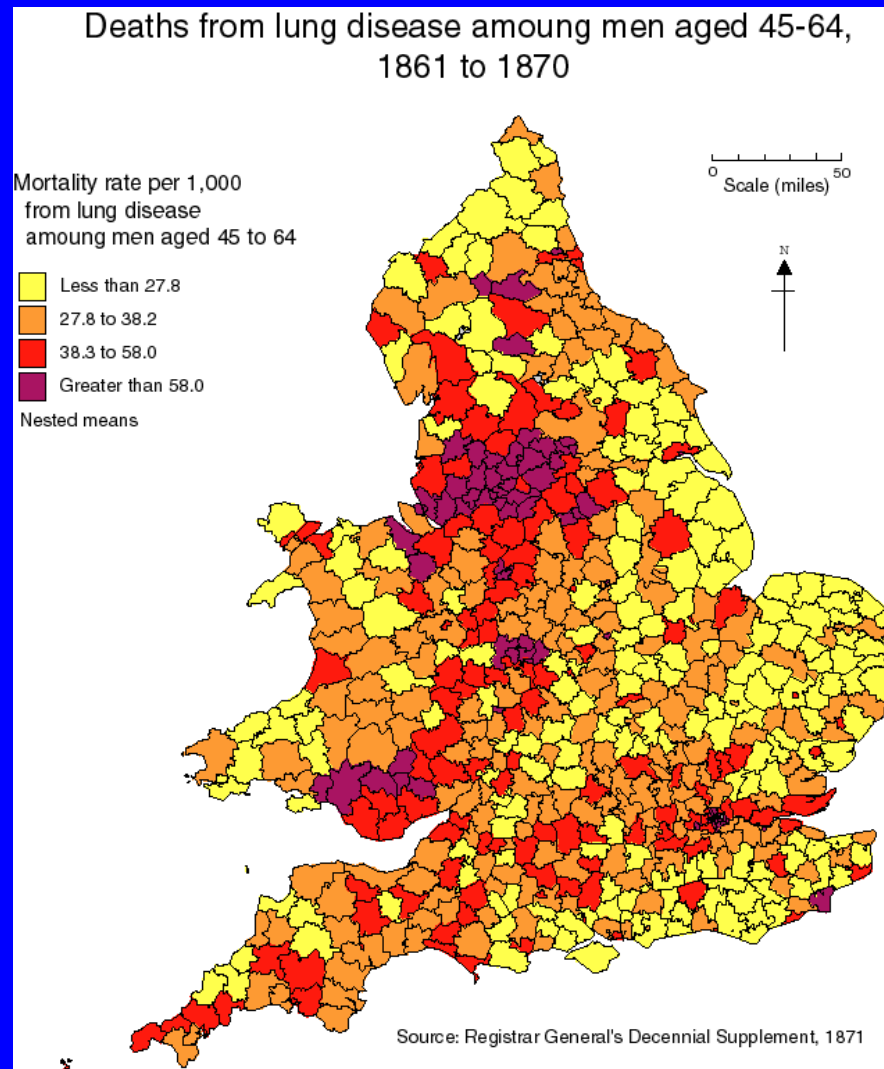 Deaths from lung disease amoung men aged 45-64,
1861 to 1870
Mortality rate per 1,000
from lung disease
amoung men aged 45 to 64
Less than 27.8
27.8 to 38.2
38.3 to 58.0
Greater than 58.0
Nested means
0 50
Scale (miles)
N
Source: Registrar General's Decennial Supplement, 1871